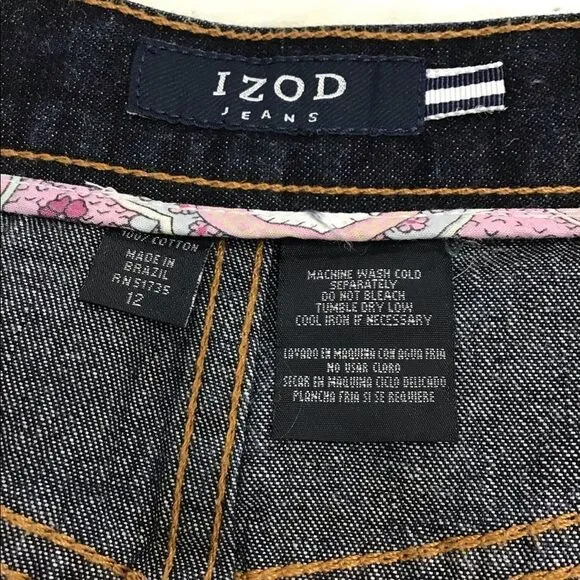 IZOD
JEANS
100% COTTON
MADE IN
BRAZIL
RN 51735
12
MACHINE WASH COLD
SEPARATELY
DO NOT BLEACH
TUMBLE DRY LOW
COOL IRON IF NECESSARY
LAVADO EN MAQUINA CON AGUA FRIA
NO USAR CLORO
SECAR EN MAQUINA CICLO DELICADO
PLANCHA FRIA SI SE REQUIERE